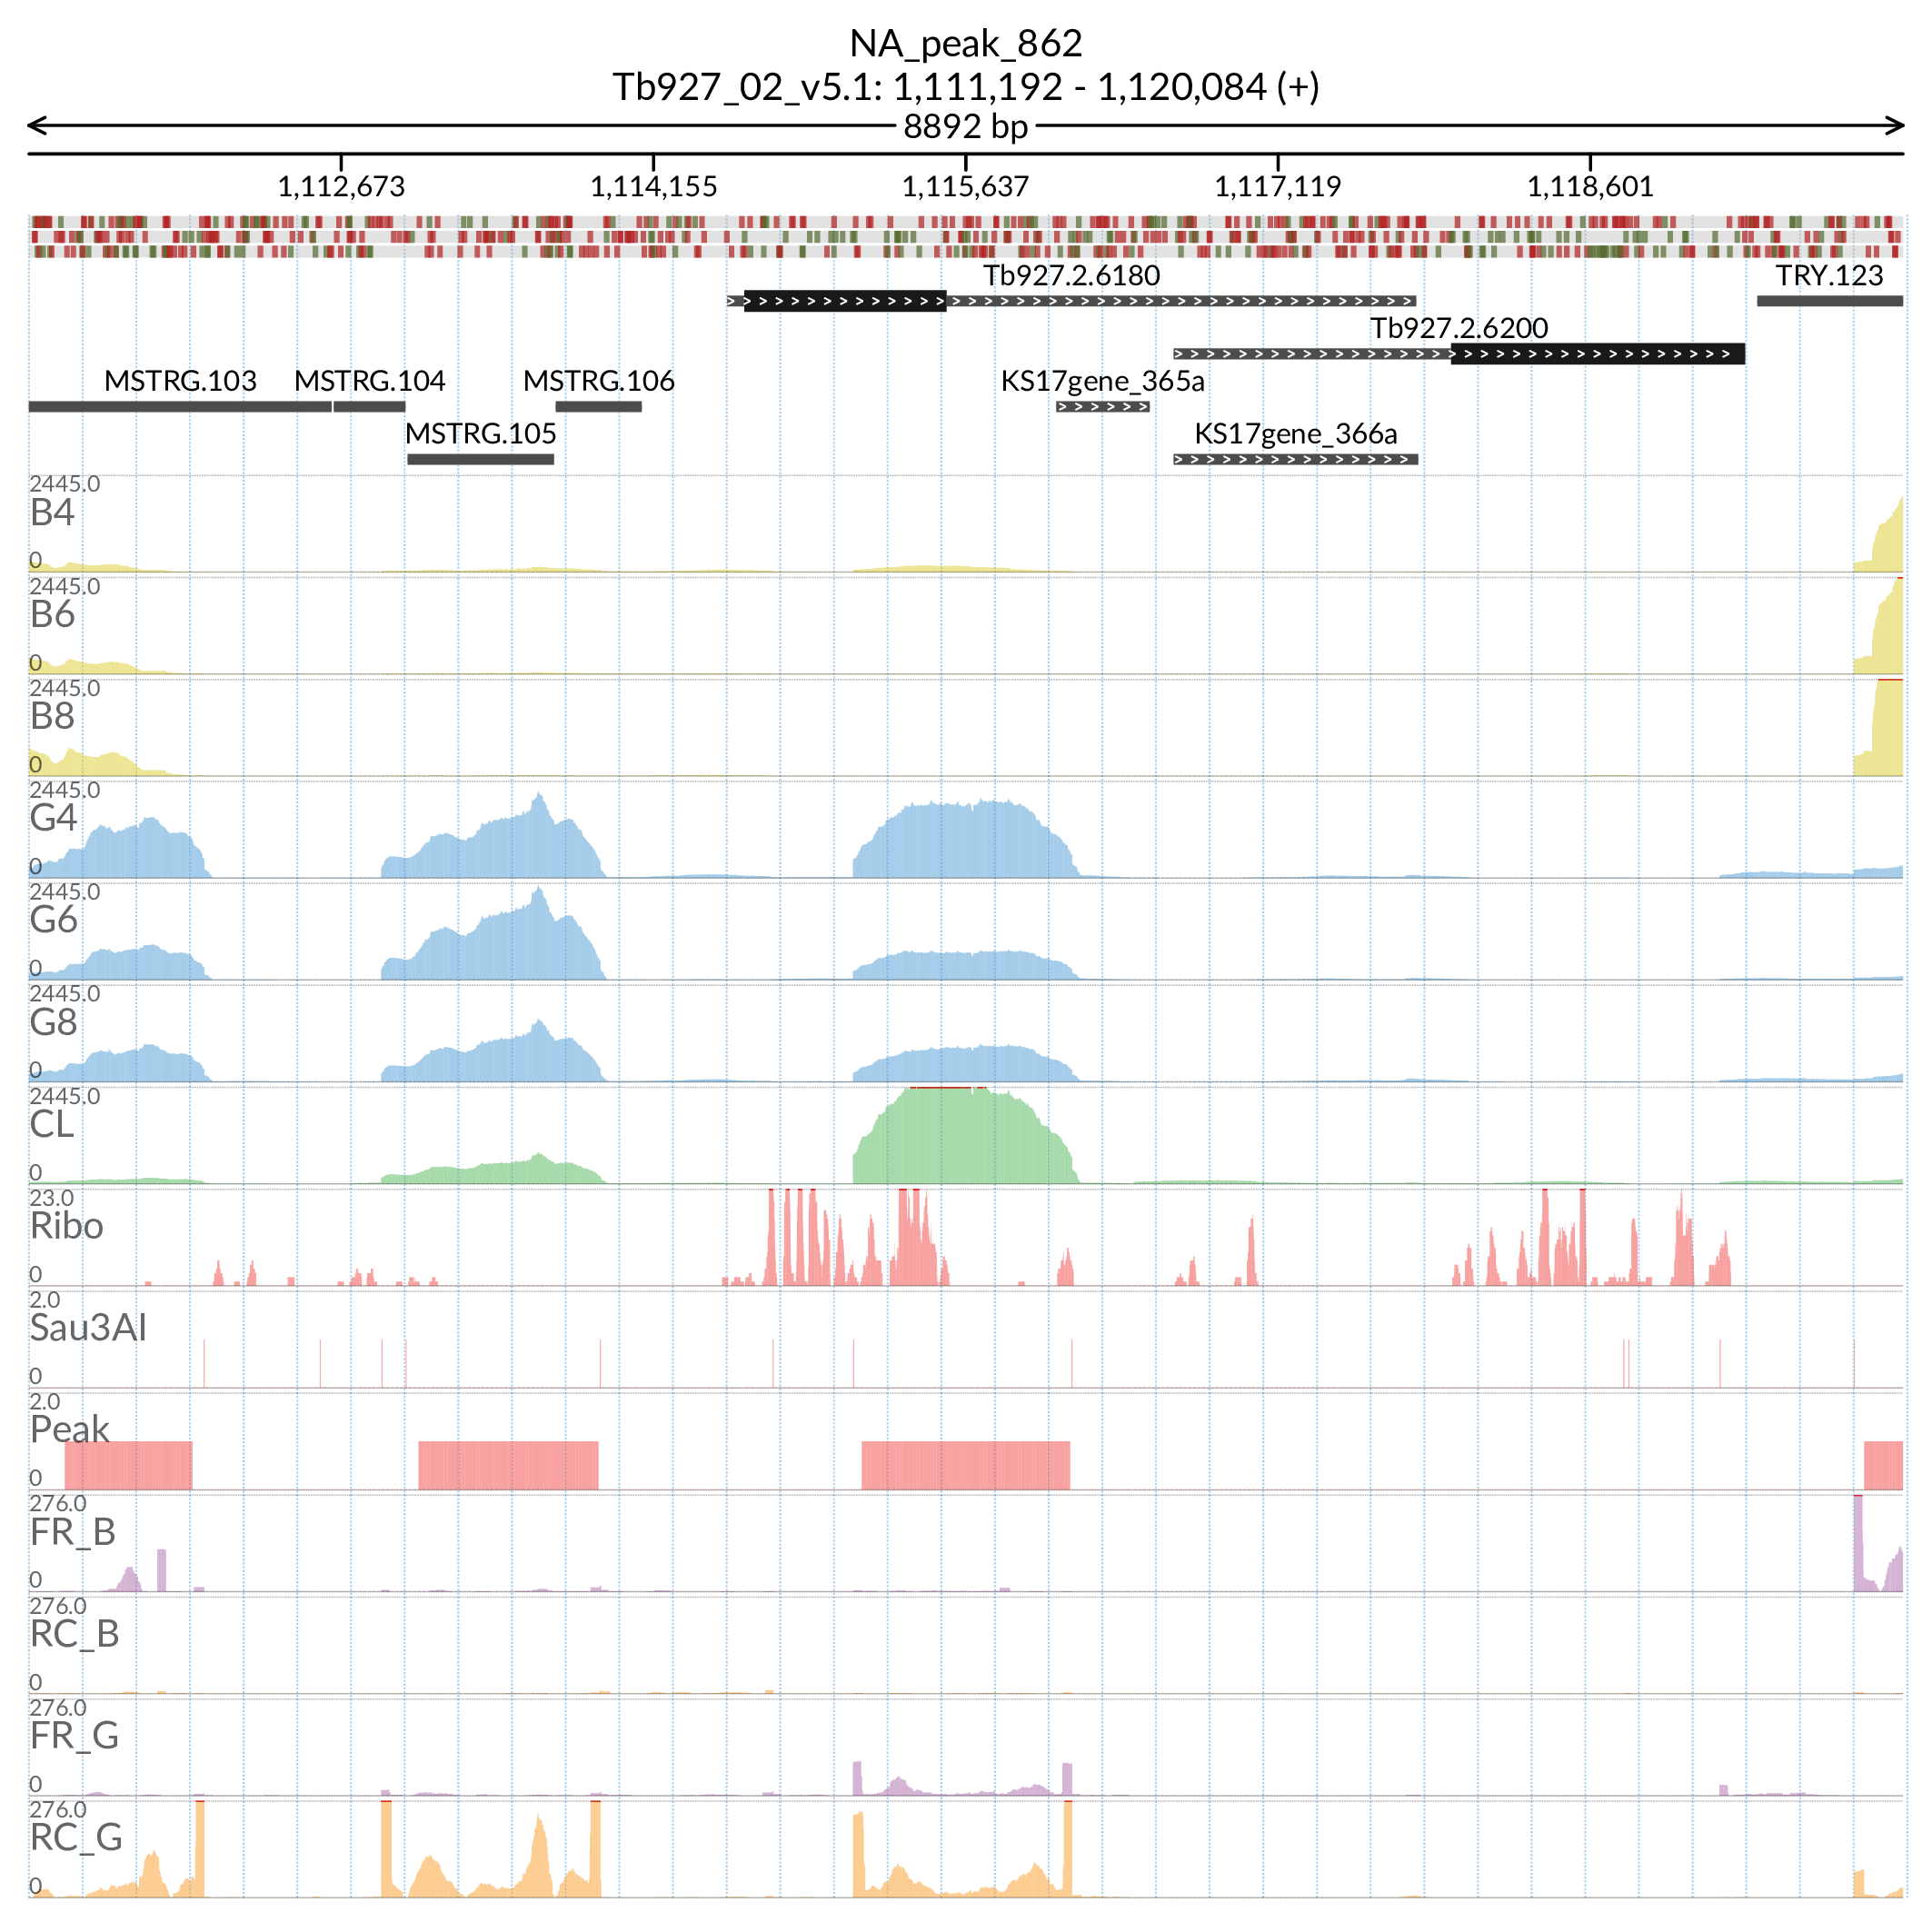 NA_peak_862
Tb927_02_v5.1: 1,111,192 - 1,120,084 (+)
8892 bp
1,112,673 1,114,155 1,115,637 1,117,119 1,118,601
Tb927.2.6180 TRY.123
Tb927.2.6200
MSTRG.103 MSTRG.104 MSTRG.106 KS17gene_365a
MSTRG.105 KS17gene_366a
2445.0
B4
0
2445.0
B6
0
2445.0
B8
0
2445.0
G4
0
2445.0
G6
0
2445.0
G8
0
2445.0
CL
0
23.0
Ribo
0
2.0
Sau3AI
0
2.0
Peak
0
276.0
FR_B
0
276.0
RC_B
0
276.0
FR_G
0
276.0
RC_G
0